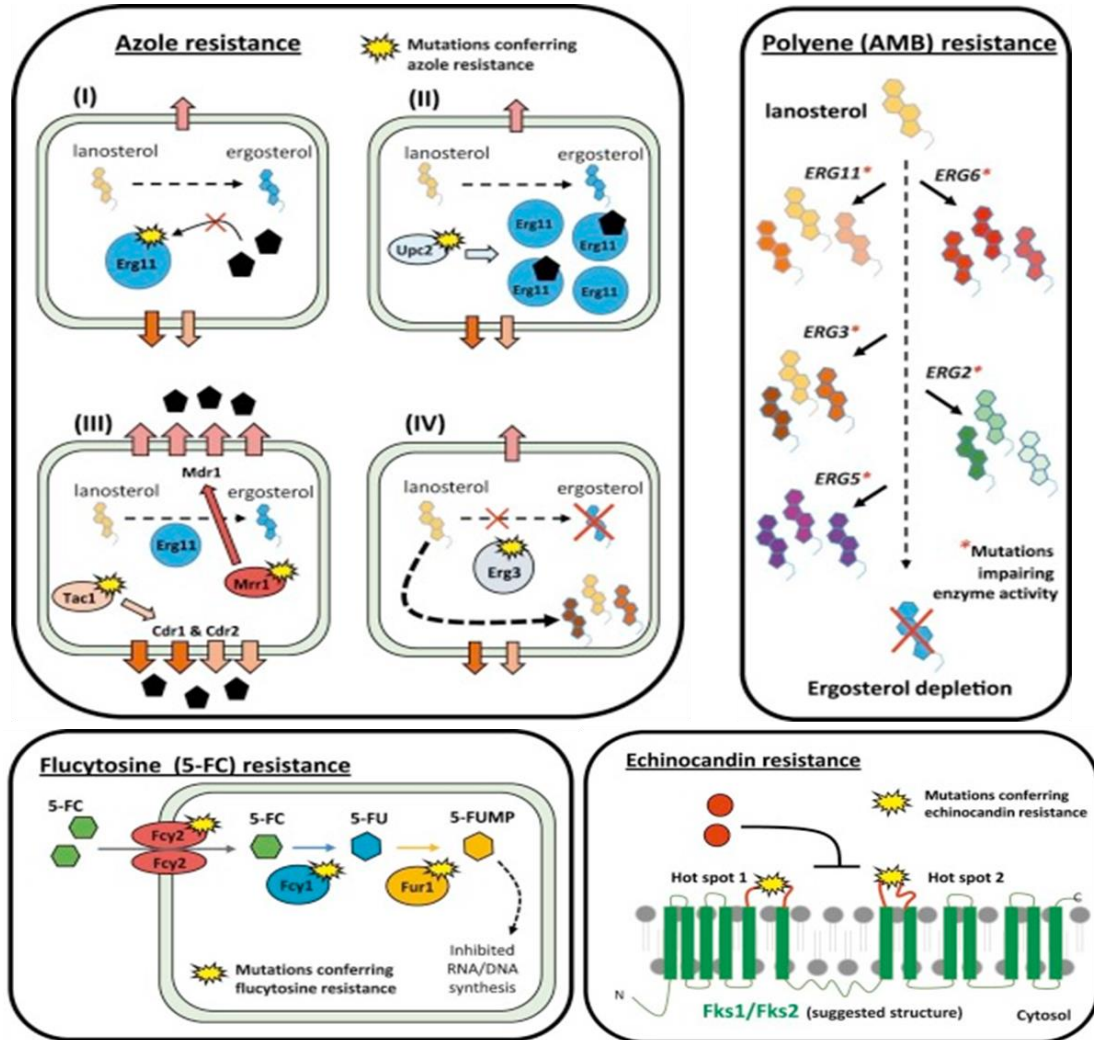 Azole resistance
Mutations conferring
azole resistance
(I)
lanosterol
ergosterol
Erg11
(II)
lanosterol
ergosterol
Upc2
Erg11
Erg11
Erg11
Erg11
(III)
Mdr1
lanosterol
ergosterol
Erg11
Tac1
Mrr1
Cdr1 & Cdr2
(IV)
lanosterol
ergosterol
Erg3
Polyene (AMB) resistance
lanosterol
ERG11*
ERG6*
ERG3*
ERG2*
ERG5*
*Mutations
impairing
enzyme activity
Ergosterol depletion
Flucytosine (5-FC) resistance
5-FC
5-FC
5-FU
5-FUMP
Fcy2
Fcy2
Fcy1
Fur1
Inhibited
RNA/DNA
synthesis
Mutations conferring
flucytosine resistance
Echinocandin resistance
Mutations conferring
echinocandin resistance
Hot spot 1
Hot spot 2
C
N
Fks1/Fks2 (suggested structure)
Cytosol